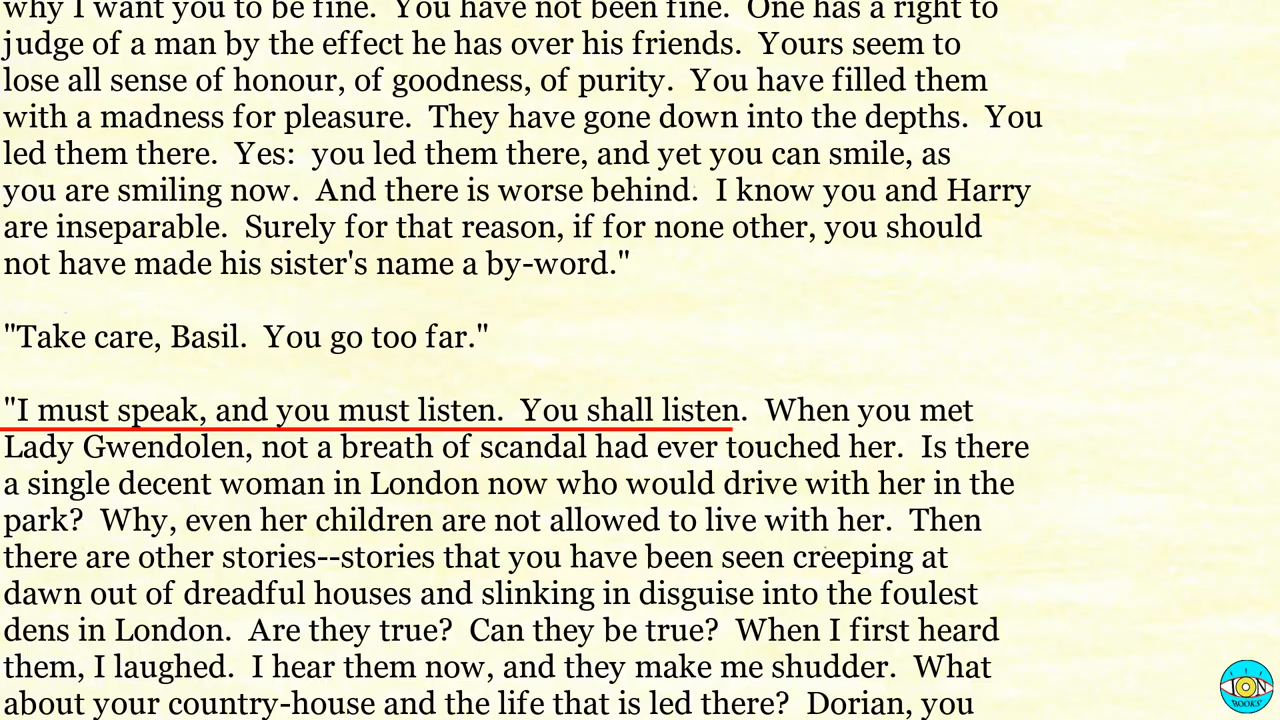 why I want you to be fine.  You have not been fine.  One has a right to
judge of a man by the effect he has over his friends.  Yours seem to
lose all sense of honour, of goodness, of purity.  You have filled them
with a madness for pleasure.  They have gone down into the depths.  You
led them there.  Yes:  you led them there, and yet you can smile, as
you are smiling now.  And there is worse behind.  I know you and Harry
are inseparable.  Surely for that reason, if for none other, you should
not have made his sister's name a by-word."
"Take care, Basil.  You go too far."
"I must speak, and you must listen.  You shall listen.  When you met
Lady Gwendolen, not a breath of scandal had ever touched her.  Is there
a single decent woman in London now who would drive with her in the
park?  Why, even her children are not allowed to live with her.  Then
there are other stories--stories that you have been seen creeping at
dawn out of dreadful houses and slinking in disguise into the foulest
dens in London.  Are they true?  Can they be true?  When I first heard
them, I laughed.  I hear them now, and they make me shudder.  What
about your country-house and the life that is led there?  Dorian, you
ION
BOOKS